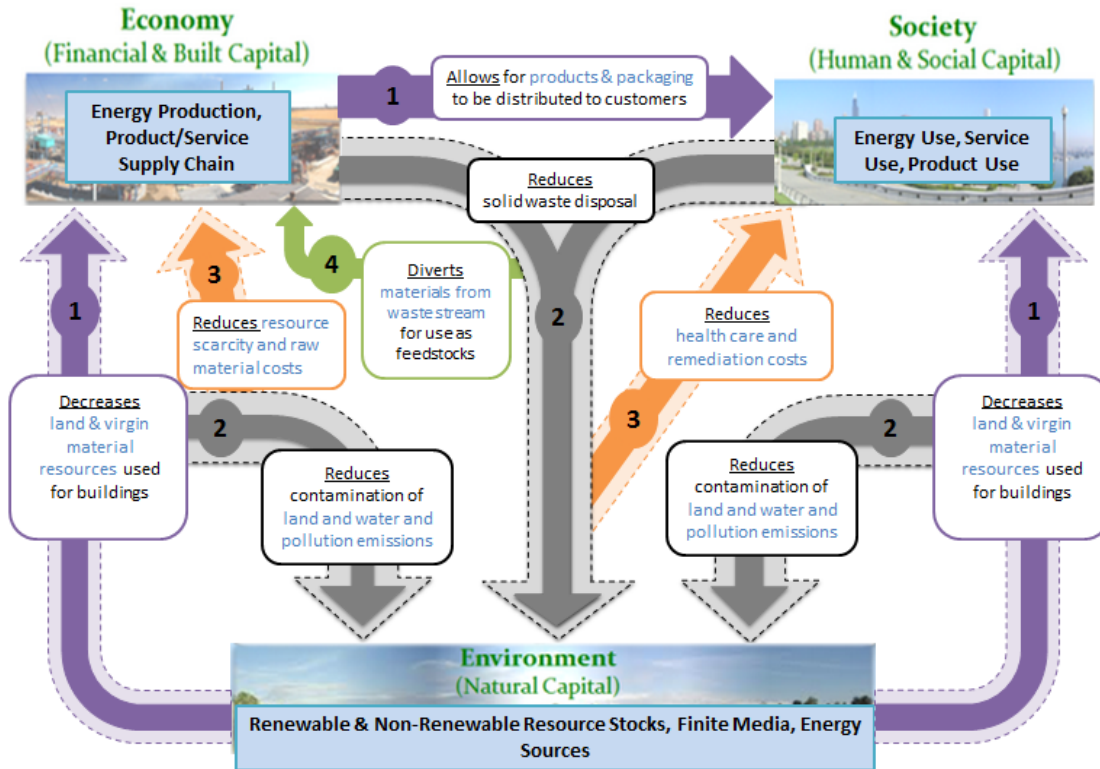 Economy
(Financial & Built Capital)
Society
(Human & Social Capital)
Energy Production,
Product/Service
Supply Chain
1
Allows for products & packaging
to be distributed to customers
Energy Use, Service
Use, Product Use
Reduces
solid waste disposal
1
3
4
Diverts
materials from
waste stream
for use as
feedstocks
2
Reduces
health care and
remediation costs
1
Reduces resource
scarcity and raw
material costs
Decreases
land & virgin
material
resources used
for buildings
2
3
2
Decreases
land & virgin
material
resources used
for buildings
Reduces
contamination of
land and water and
pollution emissions
Reduces
contamination of
land and water and
pollution emissions
Environment
(Natural Capital)
Renewable & Non-Renewable Resource Stocks, Finite Media, Energy
Sources